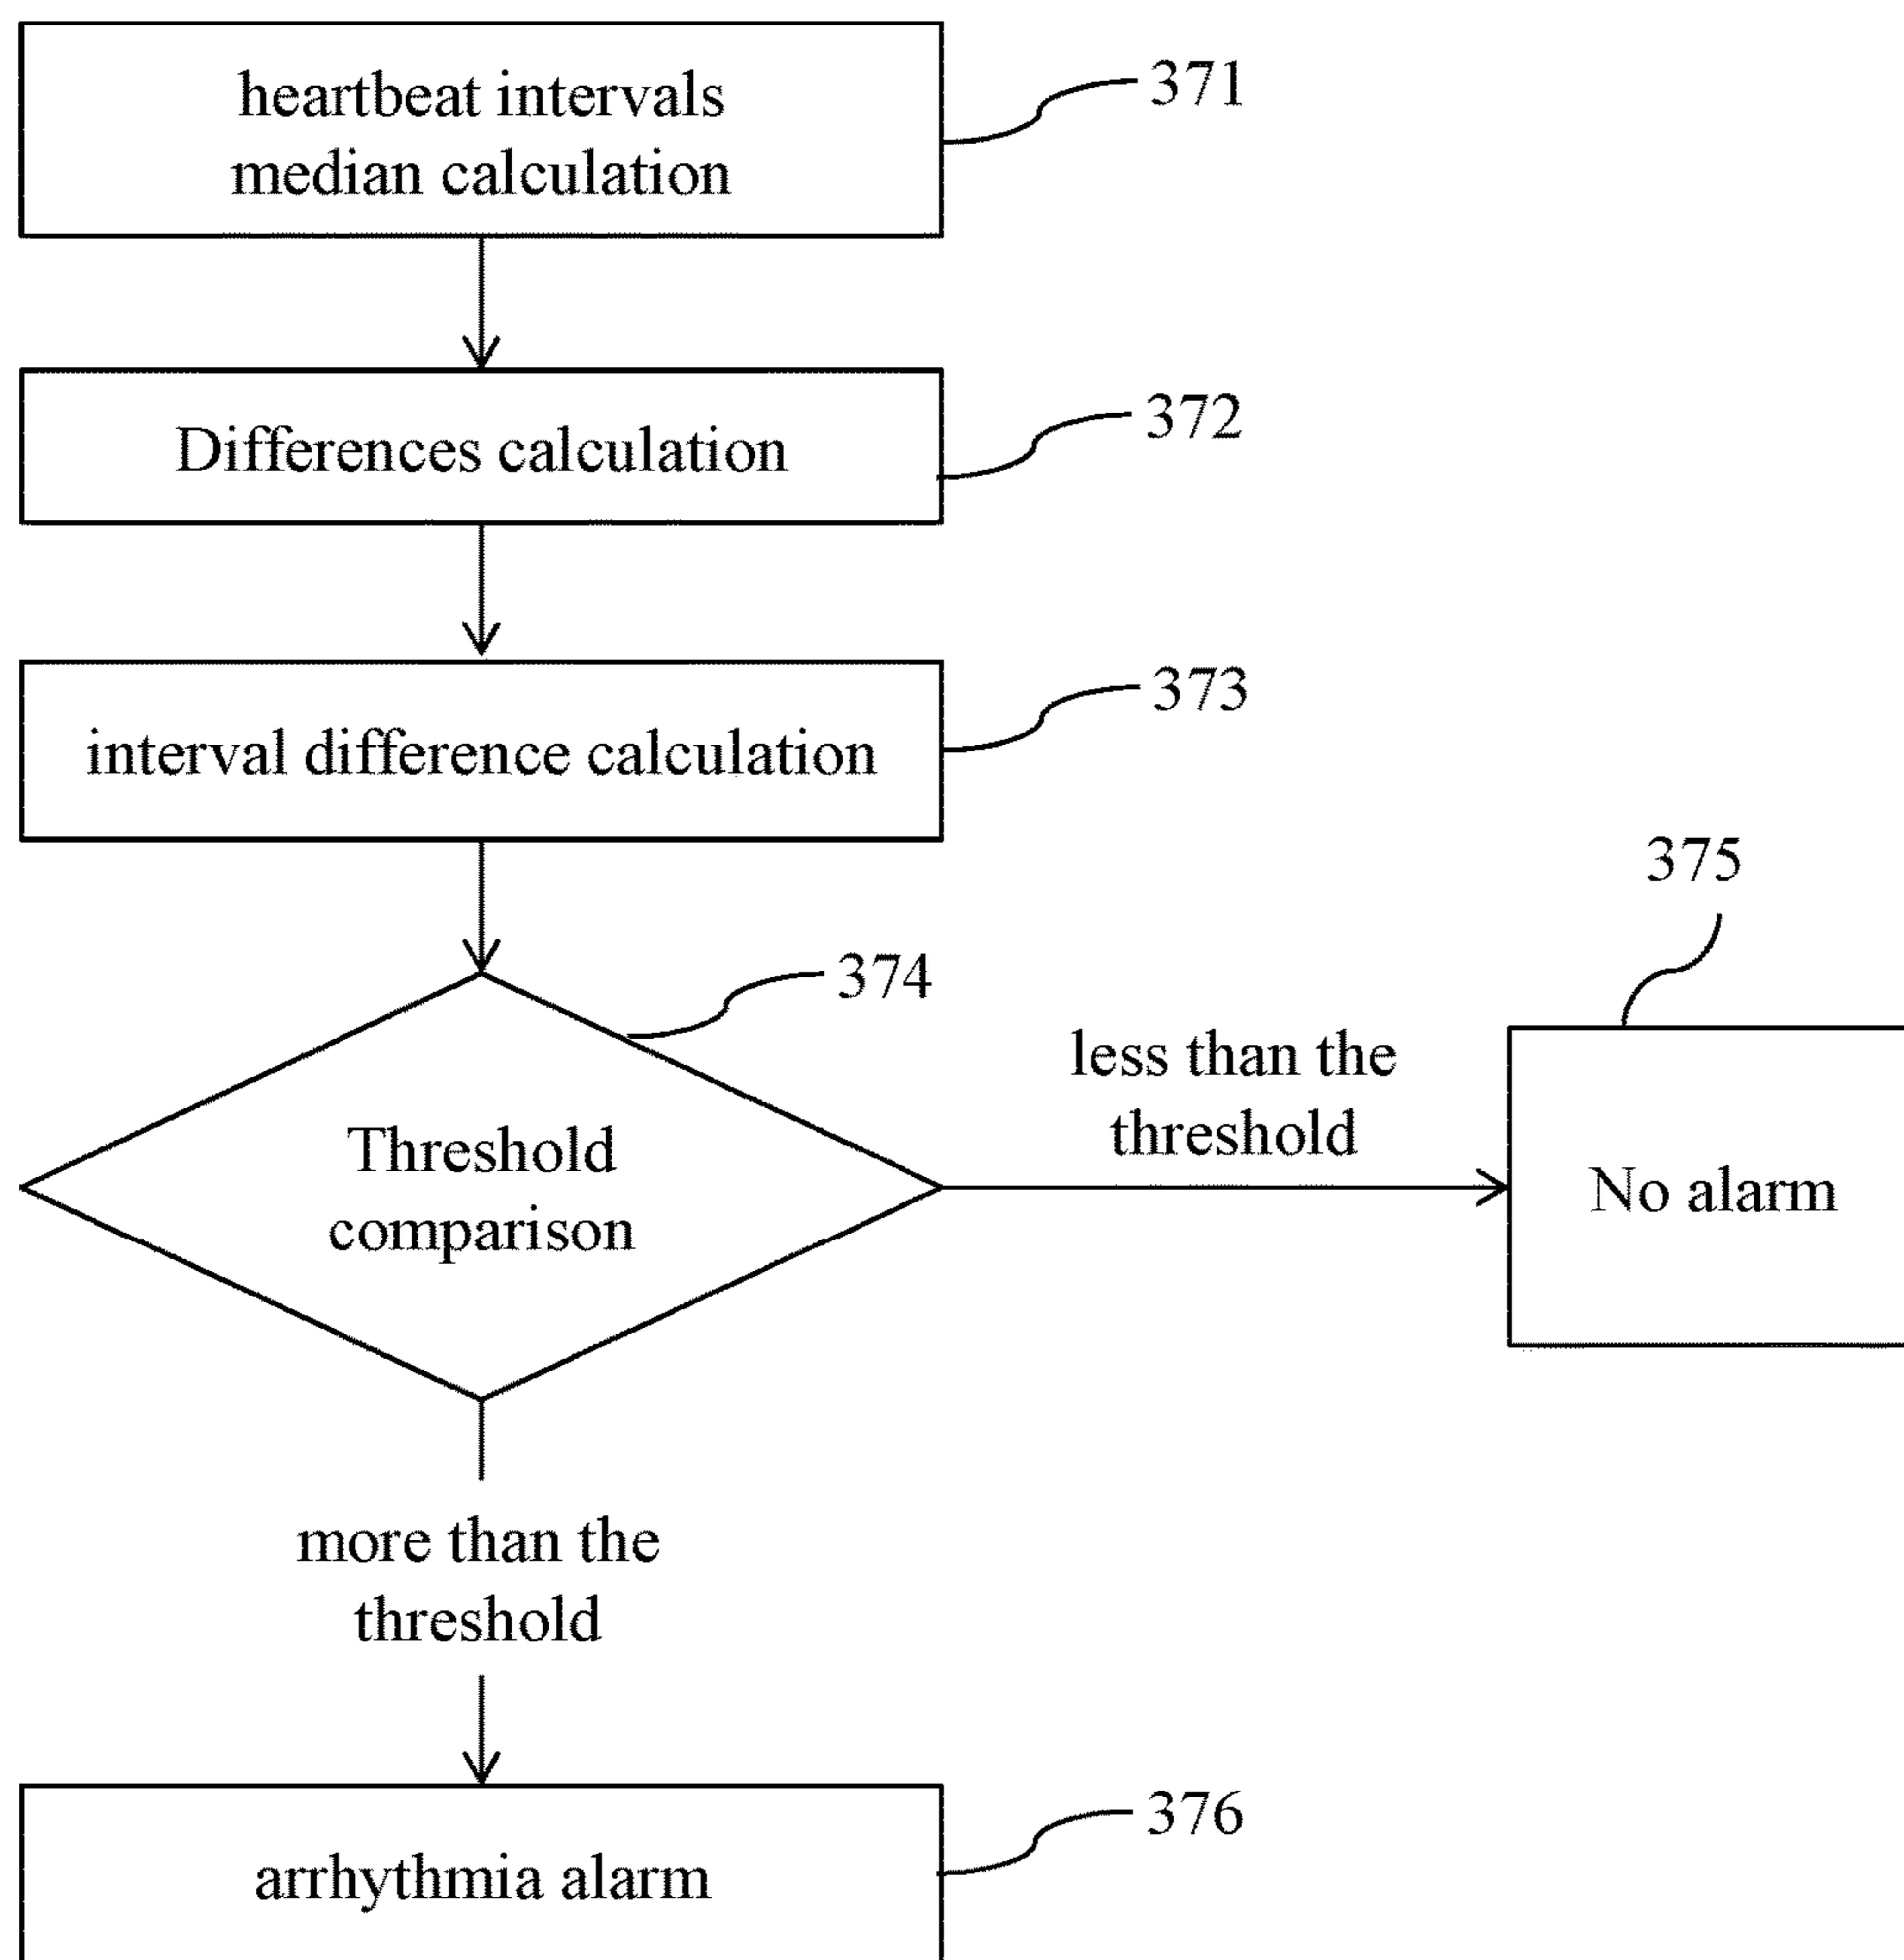 heartbeat intervals
median calculation
371
Differences calculation
372
interval difference calculation
373
374
375
Threshold
comparison
less than the
threshold
No alarm
more than the
threshold
arrhythmia alarm
376